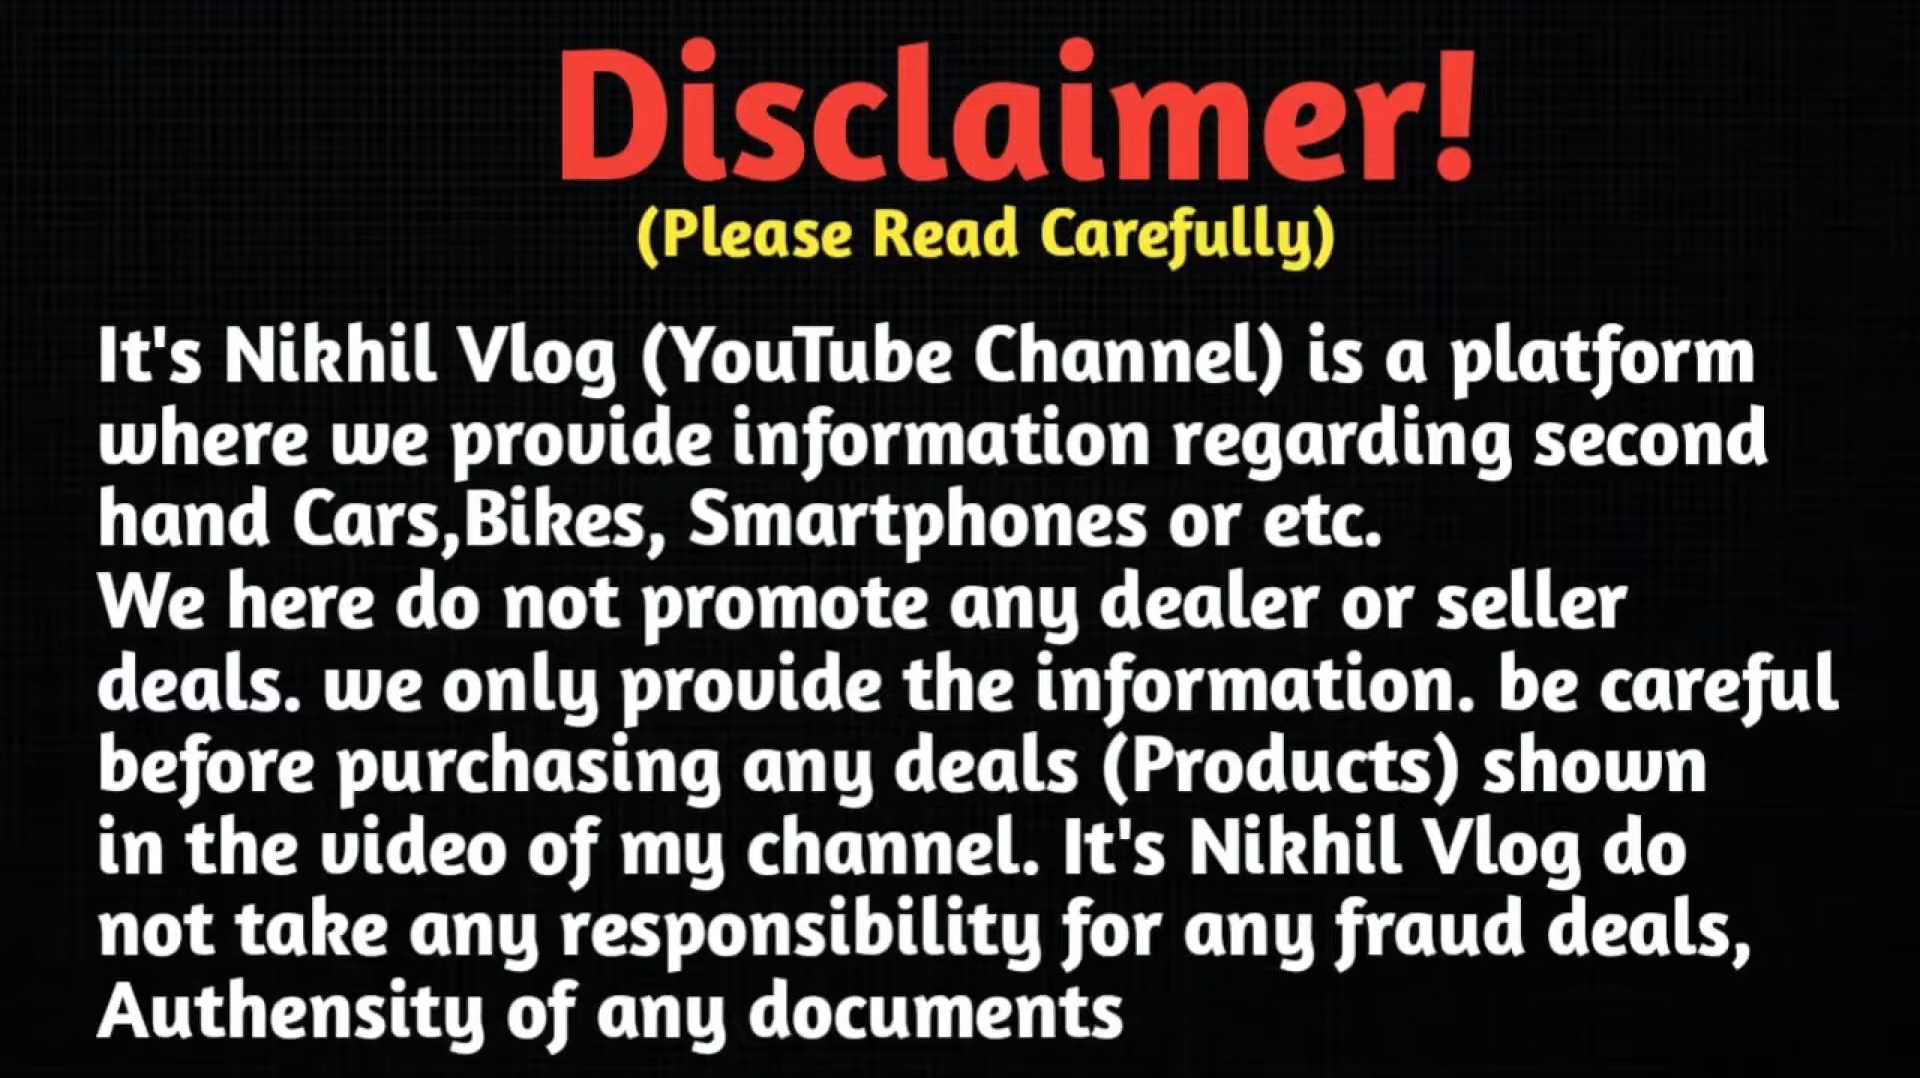 Disclaimer!
(Please Read Carefully)
It's Nikhil Vlog (YouTube Channel) is a platform
where we provide information regarding second
hand Cars,Bikes, Smartphones or etc.
We here do not promote any dealer or seller
deals. we only provide the information. be careful
before purchasing any deals (Products) shown
in the video of my channel. It's Nikhil Vlog do
not take any responsibility for any fraud deals,
Authensity of any documents